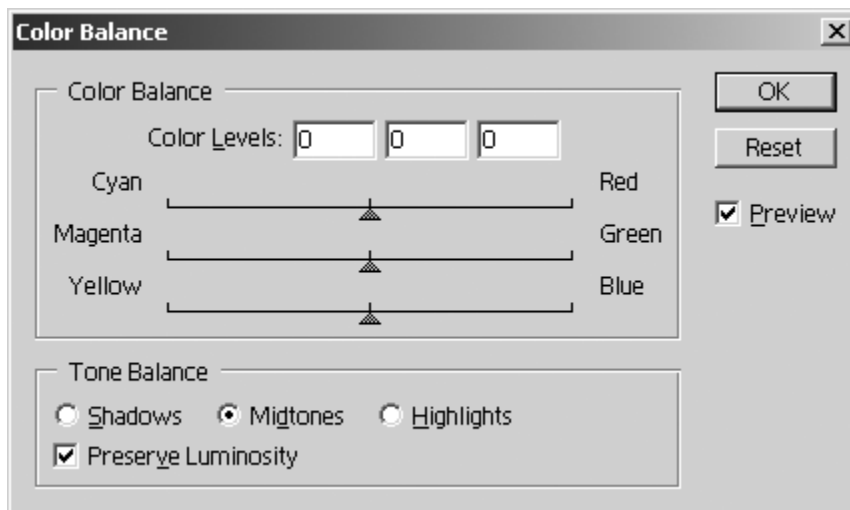 Color Balance
Color Balance
OK
Color Levels: 0 0 0
Reset
Cyan Red
Preview
Magenta Green
Yellow Blue
Tone Balance
Shadows Midtones Highlights
Preserve Luminosity